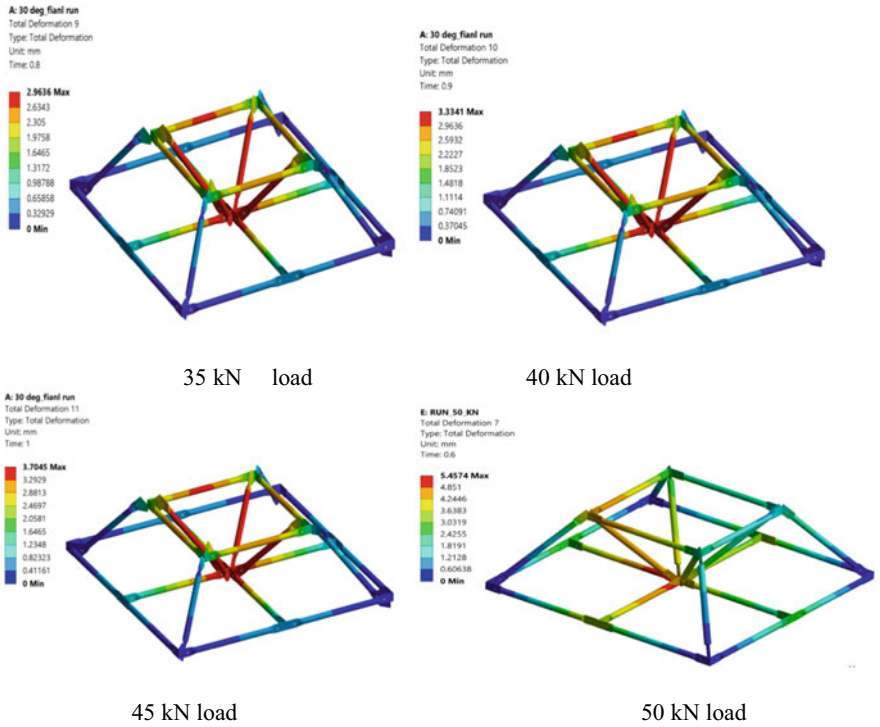 A: 30 deg_fianl run
Total Deformation 9
Type: Total Deformation
Unit: mm
Time: 0.8
2.9636 Max
2.6343
2.305
1.9758
1.6465
1.3172
0.98788
0.65858
0.32929
0 Min
A: 30 deg_fianl run
Total Deformation 10
Type: Total Deformation
Unit: mm
Time: 0.9
3.3341 Max
2.9636
2.5932
2.2227
1.8523
1.4818
1.1114
0.74091
0.37045
0 Min
35 kN load
40 kN load
A: 30 deg_fianl run
Total Deformation 11
Type: Total Deformation
Unit: mm
Time: 1
3.7045 Max
3.2929
2.8813
2.4697
2.0581
1.6465
1.2348
0.82323
0.41161
0 Min
E: RUN_50_KN
Total Deformation 7
Type: Total Deformation
Unit: mm
Time: 0.6
5.4574 Max
4.851
4.2446
3.6383
3.0319
2.4255
1.8191
1.2128
0.60638
0 Min
45 kN load
50 kN load